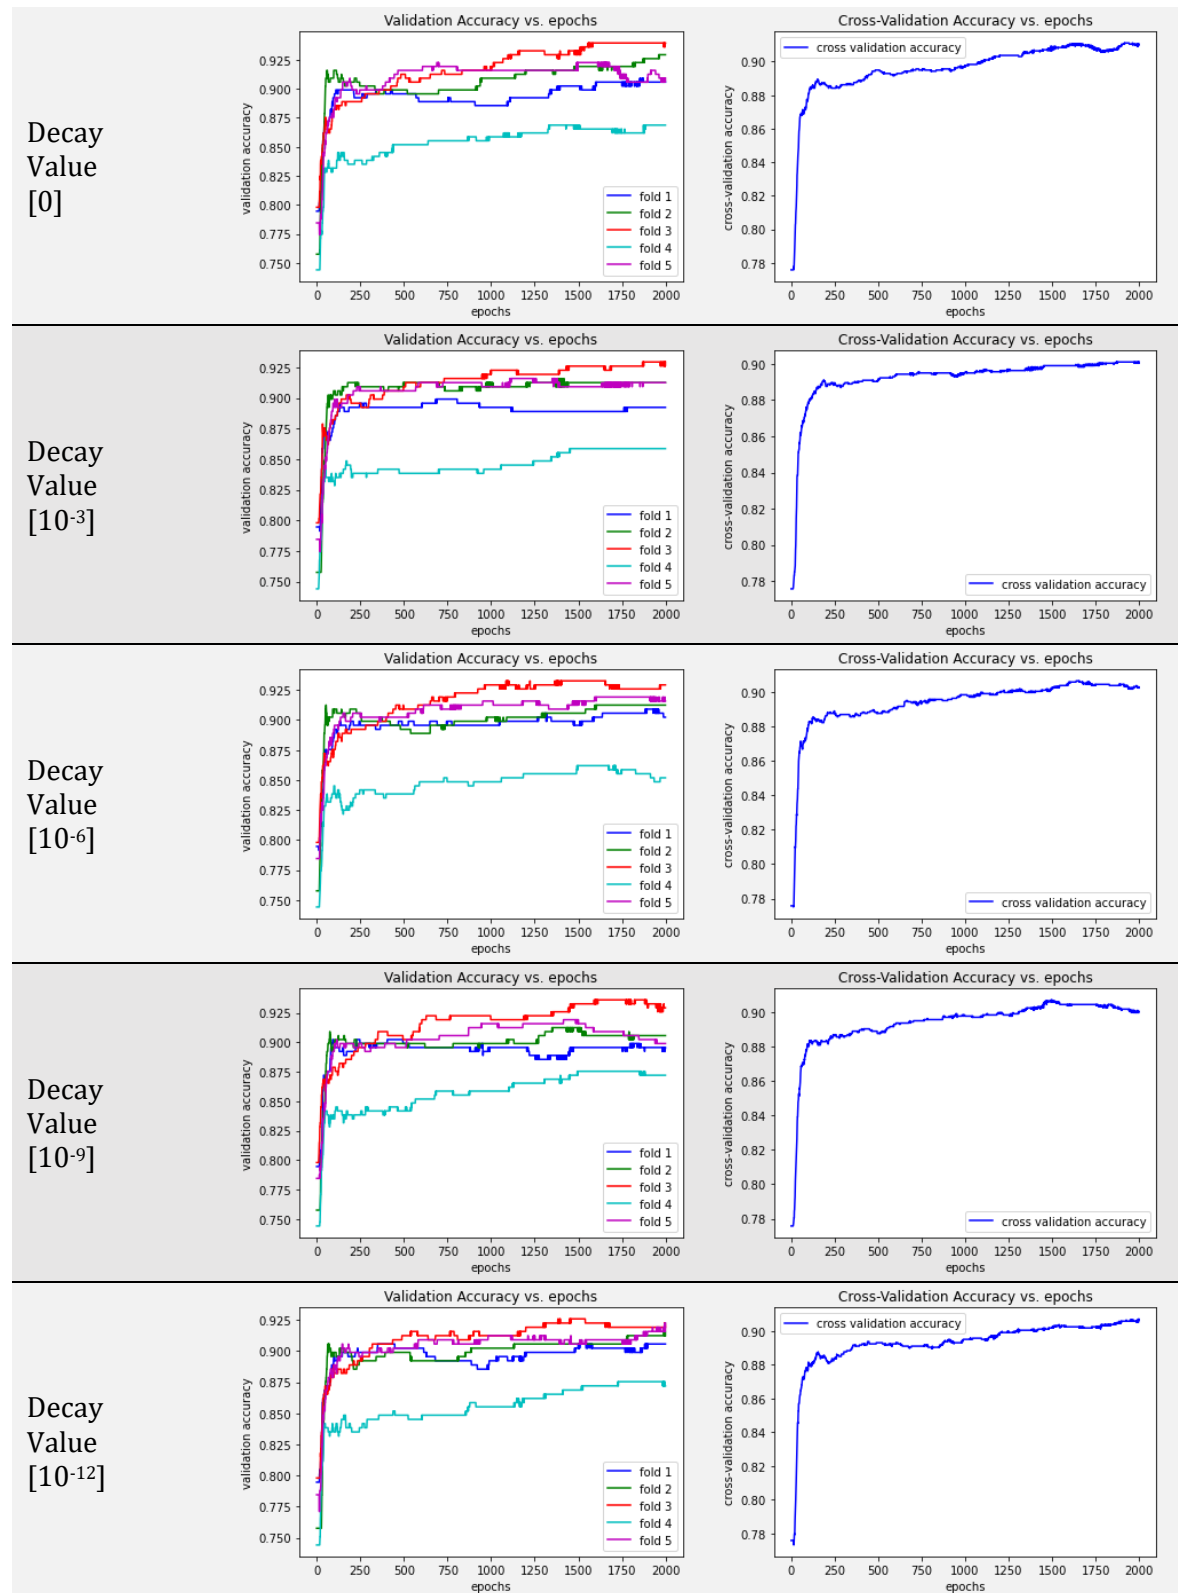 Decay
Value
[0]
Validation Accuracy vs. epochs
validation accuracy
0.925
0.900
0.875
0.850
0.825
0.800
0.775
0.750
fold 1
fold 2
fold 3
fold 4
fold 5
0 250 500 750 1000 1250 1500 1750 2000
epochs
Cross-Validation Accuracy vs. epochs
cross-validation accuracy
cross validation accuracy
0.90
0.88
0.86
0.84
0.82
0.80
0.78
0 250 500 750 1000 1250 1500 1750 2000
epochs
Decay
Value
[10-3]
Validation Accuracy vs. epochs
validation accuracy
0.925
0.900
0.875
0.850
0.825
0.800
0.775
0.750
fold 1
fold 2
fold 3
fold 4
fold 5
0 250 500 750 1000 1250 1500 1750 2000
epochs
Cross-Validation Accuracy vs. epochs
cross-validation accuracy
0.90
0.88
0.86
0.84
0.82
0.80
0.78
cross validation accuracy
0 250 500 750 1000 1250 1500 1750 2000
epochs
Decay
Value
[10-6]
Validation Accuracy vs. epochs
validation accuracy
0.925
0.900
0.875
0.850
0.825
0.800
0.775
0.750
fold 1
fold 2
fold 3
fold 4
fold 5
0 250 500 750 1000 1250 1500 1750 2000
epochs
Cross-Validation Accuracy vs. epochs
cross-validation accuracy
0.90
0.88
0.86
0.84
0.82
0.80
0.78
cross validation accuracy
0 250 500 750 1000 1250 1500 1750 2000
epochs
Decay
Value
[10-9]
Validation Accuracy vs. epochs
validation accuracy
0.925
0.900
0.875
0.850
0.825
0.800
0.775
0.750
fold 1
fold 2
fold 3
fold 4
fold 5
0 250 500 750 1000 1250 1500 1750 2000
epochs
Cross-Validation Accuracy vs. epochs
cross-validation accuracy
0.90
0.88
0.86
0.84
0.82
0.80
0.78
cross validation accuracy
0 250 500 750 1000 1250 1500 1750 2000
epochs
Decay
Value
[10-12]
Validation Accuracy vs. epochs
validation accuracy
0.925
0.900
0.875
0.850
0.825
0.800
0.775
0.750
fold 1
fold 2
fold 3
fold 4
fold 5
0 250 500 750 1000 1250 1500 1750 2000
epochs
Cross-Validation Accuracy vs. epochs
cross-validation accuracy
cross validation accuracy
0.90
0.88
0.86
0.84
0.82
0.80
0.78
0 250 500 750 1000 1250 1500 1750 2000
epochs